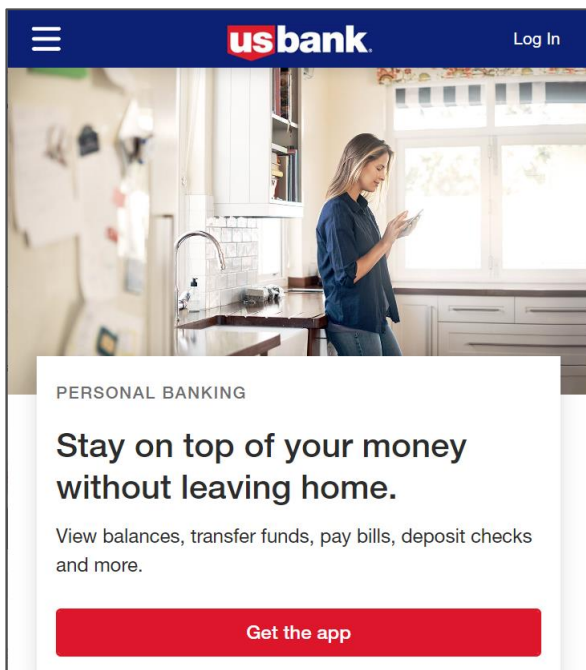 usbank.
Log In
PERSONAL BANKING
Stay on top of your money
without leaving home.
View balances, transfer funds, pay bills, deposit checks
and more.
Get the app